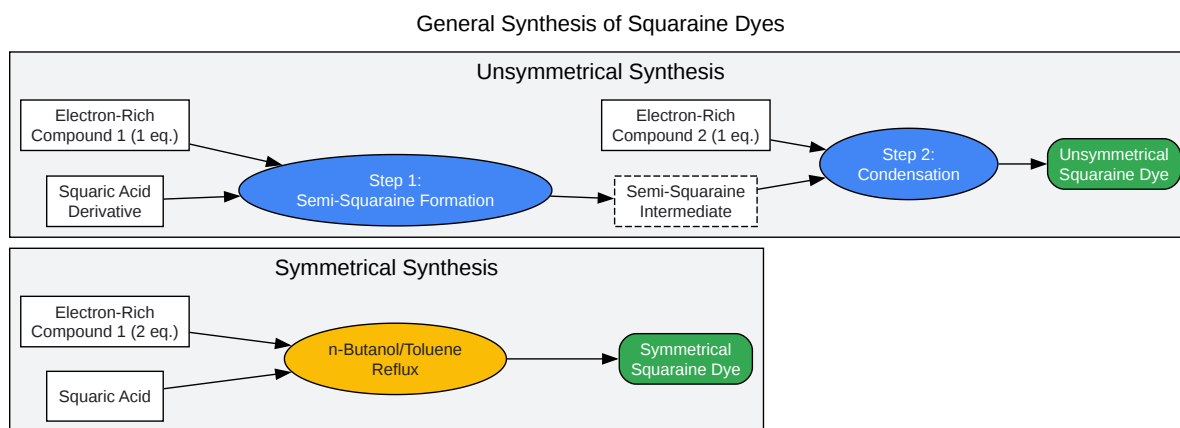 General Synthesis of Squaraine Dyes
Unsymmetrical Synthesis
Electron-Rich
Compound 1 (1 eq.)
Squaric Acid
Derivative
Step 1:
Semi-Squaraine Formation
Electron-Rich
Compound 2 (1 eq.)
Semi-Squaraine
Intermediate
Step 2:
Condensation
Unsymmetrical
Squaraine Dye
Symmetrical Synthesis
Electron-Rich
Compound 1 (2 eq.)
Squaric Acid
n-Butanol/Toluene
Reflux
Symmetrical
Squaraine Dye